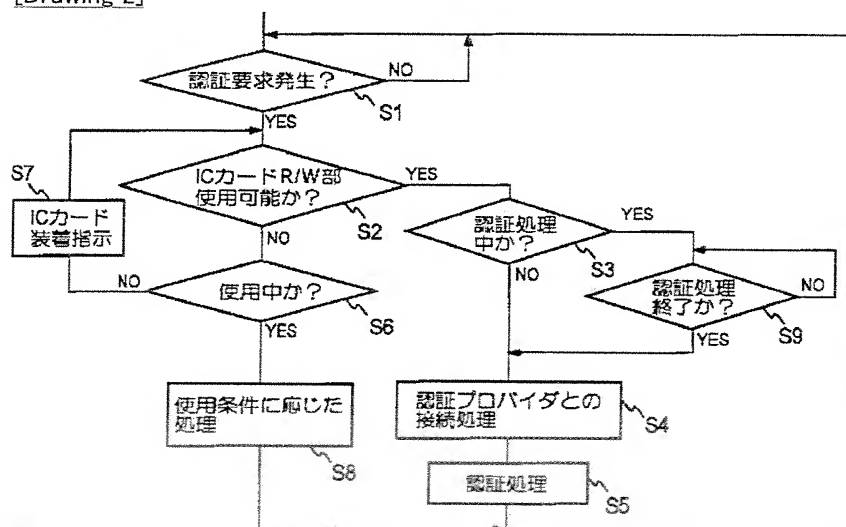 [Drawing 2]
認証要求発生?
NO
S1
YES
S7
ICカード
装着指示
ICカードR/W部
使用可能か?
YES
S2
NO
認証処理
中か?
YES
S3
NO
認証処理
終了か?
NO
S9
YES
NO
使用中か?
S6
YES
使用条件に応じた
処理
S8
認証プロバイダとの
接続処理
S4
認証処理
S5